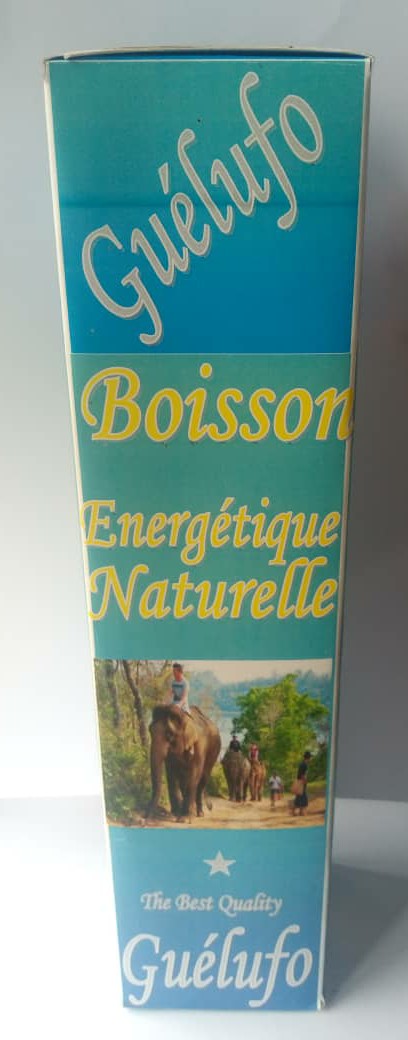 Guélufo
Boisson
Energétique
Naturelle
The Best Quality
Guélufo